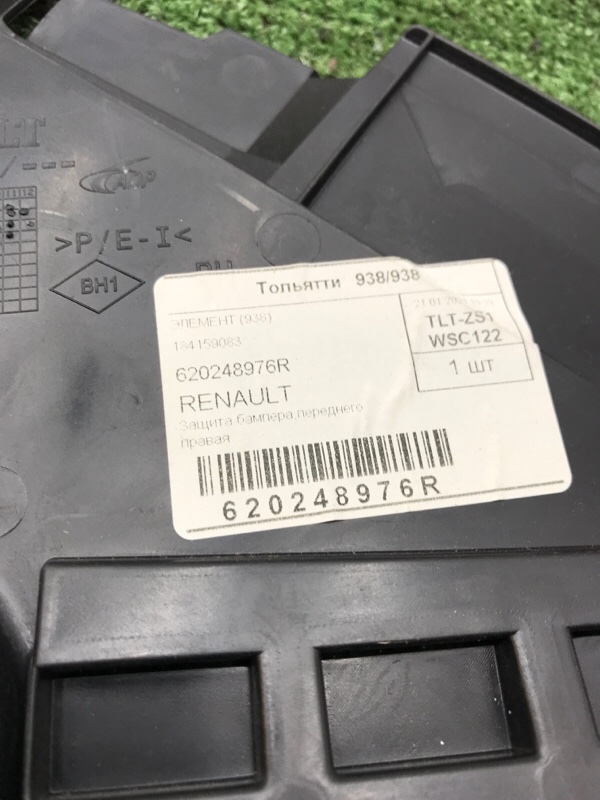 LT
/---
>P/E-I<
BH1
Тольятти 938/938
ЭЛЕМЕНТ (938)
184159083
620248976R
RENAULT
Защита бампера,переднего
правая
TLT-ZS1
WSC122
1 шт
620248976R